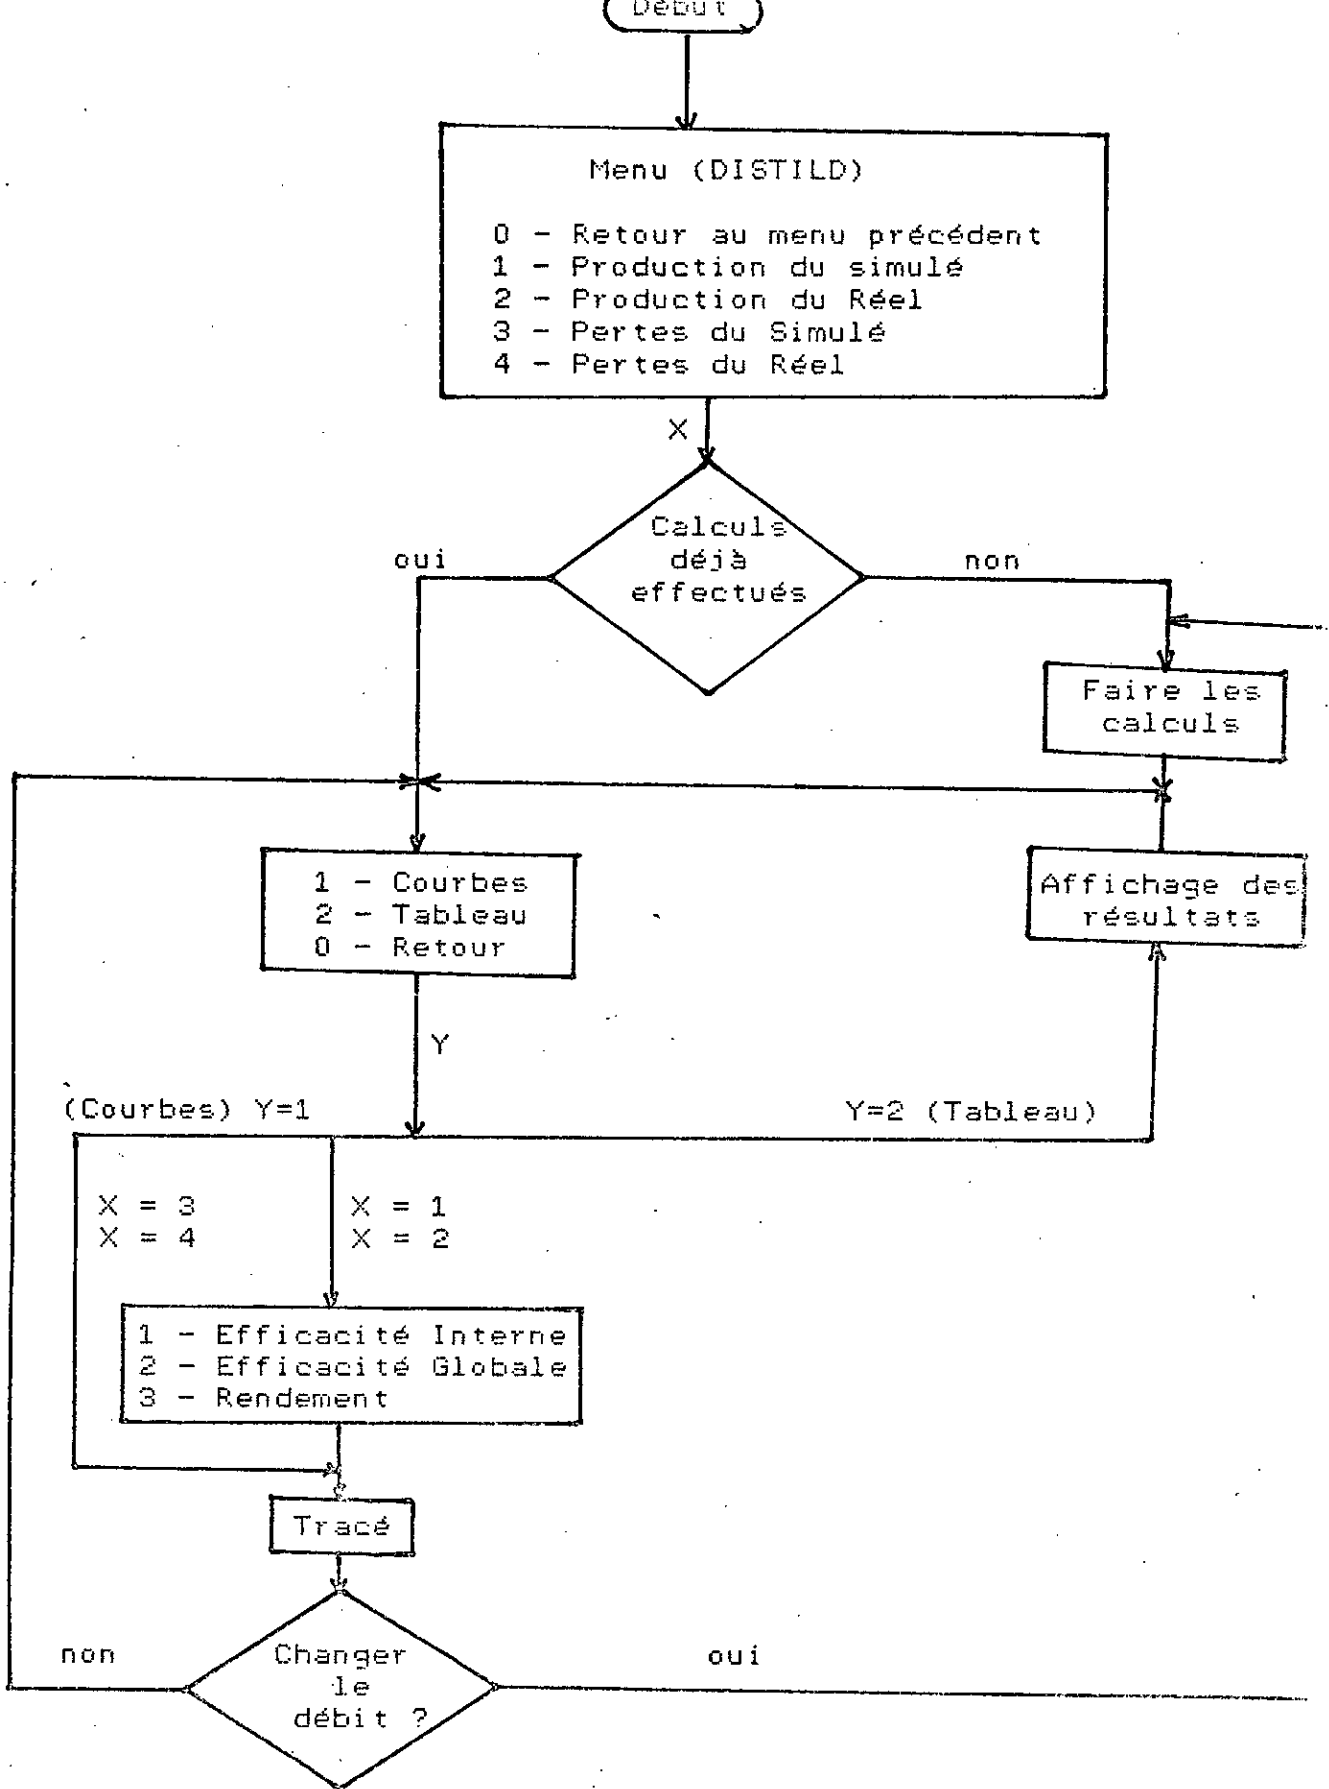 Début
Menu (DISTILD)
0 - Retour au menu précédent
1 - Production du simulé
2 - Production du Réel
3 - Pertes du Simulé
4 - Pertes du Réel
X
Calculs
déjà
effectués
oui
non
Faire les
calculs
1 - Courbes
2 - Tableau
0 - Retour
Affichage des
résultats
Y
(Courbes) Y=1
Y=2 (Tableau)
X = 3
X = 4
X = 1
X = 2
1 - Efficacité Interne
2 - Efficacité Globale
3 - Rendement
Tracé
non
Changer
le
débit ?
oui